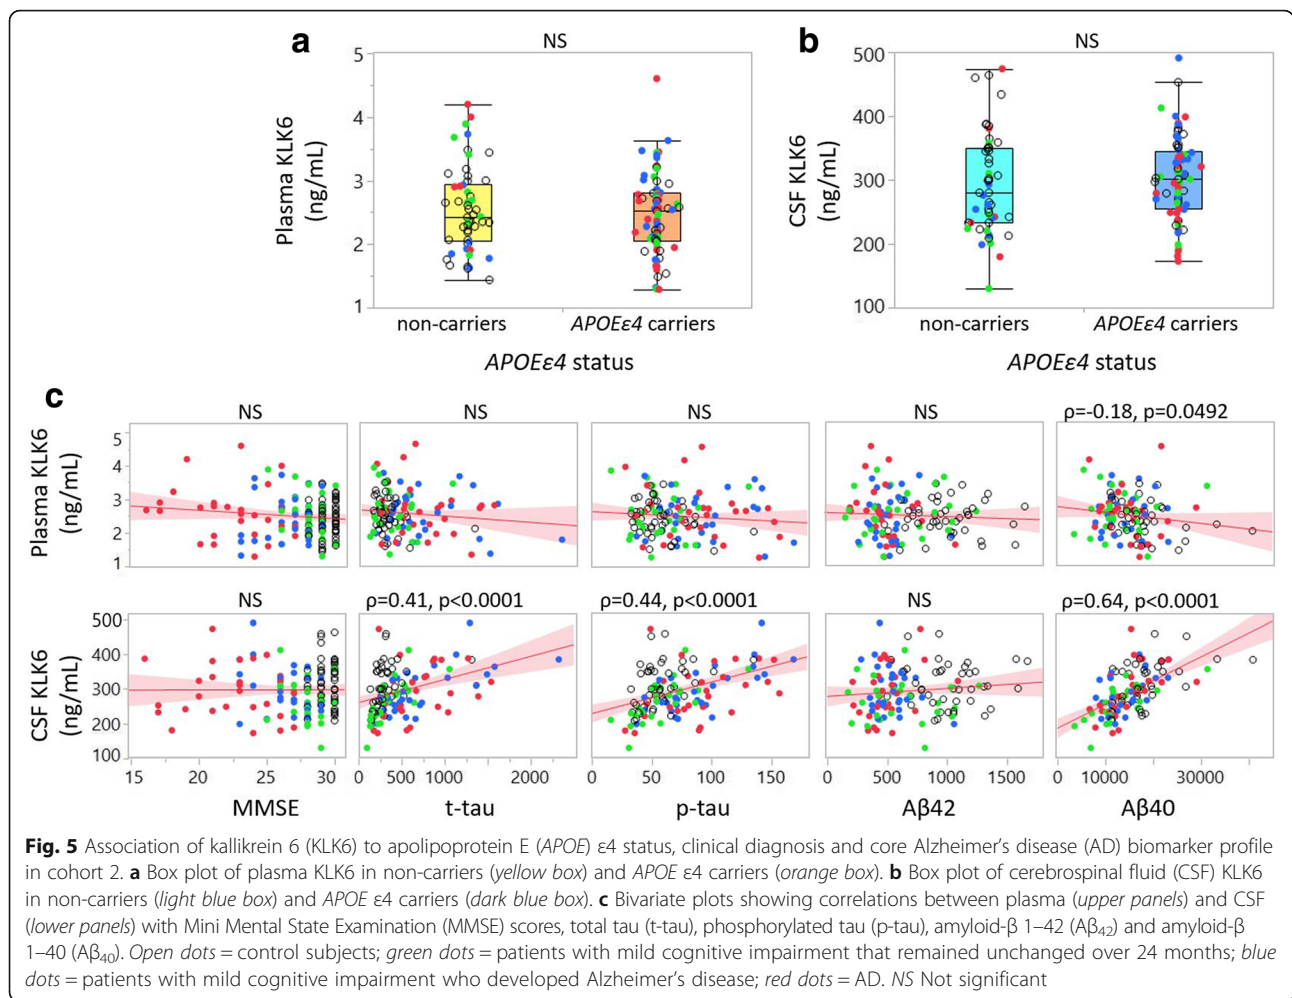 a
NS
5
4
3
2
1
Plasma KLK6
(ng/mL)
non-carriers
APOEε4 carriers
APOEε4 status
b
NS
500
400
300
200
100
CSF KLK6
(ng/mL)
non-carriers
APOEε4 carriers
APOEε4 status
c
NS
NS
NS
NS
ρ=-0.18, p=0.0492
5
4
3
2
1
Plasma KLK6
(ng/mL)
NS
ρ=0.41, p<0.0001
ρ=0.44, p<0.0001
NS
ρ=0.64, p<0.0001
500
400
300
200
100
CSF KLK6
(ng/mL)
15 20 25 30
0 500 1000 2000
0 50 100 150
0 500 1000 1500
0 10000 30000
MMSE
t-tau
p-tau
Aβ42
Aβ40
Fig. 5 Association of kallikrein 6 (KLK6) to apolipoprotein E (APOE) ε4 status, clinical diagnosis and core Alzheimer's disease (AD) biomarker profile
in cohort 2. a Box plot of plasma KLK6 in non-carriers (yellow box) and APOE ε4 carriers (orange box). b Box plot of cerebrospinal fluid (CSF) KLK6
in non-carriers (light blue box) and APOE ε4 carriers (dark blue box). c Bivariate plots showing correlations between plasma (upper panels) and CSF
(lower panels) with Mini Mental State Examination (MMSE) scores, total tau (t-tau), phosphorylated tau (p-tau), amyloid-β 1–42 (Aβ42) and amyloid-β
1–40 (Aβ40). Open dots = control subjects; green dots = patients with mild cognitive impairment that remained unchanged over 24 months; blue
dots = patients with mild cognitive impairment who developed Alzheimer's disease; red dots = AD. NS Not significant